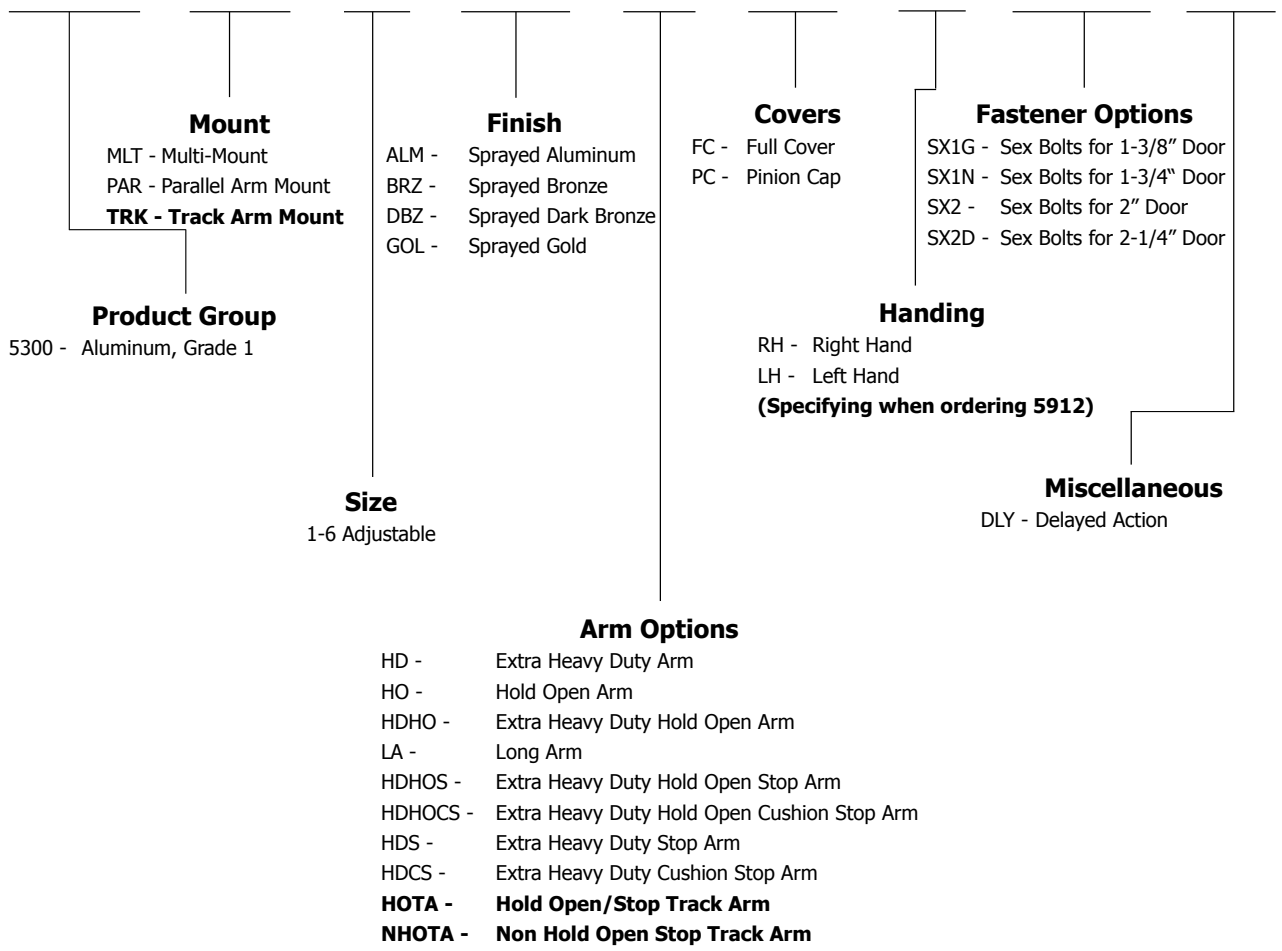 Mount
MLT - Multi-Mount
PAR - Parallel Arm Mount
TRK - Track Arm Mount
Finish
ALM - Sprayed Aluminum
BRZ - Sprayed Bronze
DBZ - Sprayed Dark Bronze
GOL - Sprayed Gold
Covers
FC - Full Cover
PC - Pinion Cap
Fastener Options
SX1G - Sex Bolts for 1-3/8” Door
SX1N - Sex Bolts for 1-3/4“ Door
SX2 - Sex Bolts for 2” Door
SX2D - Sex Bolts for 2-1/4” Door
Product Group
5300 - Aluminum, Grade 1
Handing
RH - Right Hand
LH - Left Hand
(Specifying when ordering 5912)
Size
1-6 Adjustable
Miscellaneous
DLY - Delayed Action
Arm Options
HD - Extra Heavy Duty Arm
HO - Hold Open Arm
HDHO - Extra Heavy Duty Hold Open Arm
LA - Long Arm
HDHOS - Extra Heavy Duty Hold Open Stop Arm
HDHOCS - Extra Heavy Duty Hold Open Cushion Stop Arm
HDS - Extra Heavy Duty Stop Arm
HDCS - Extra Heavy Duty Cushion Stop Arm
HOTA - Hold Open/Stop Track Arm
NHOTA - Non Hold Open Stop Track Arm